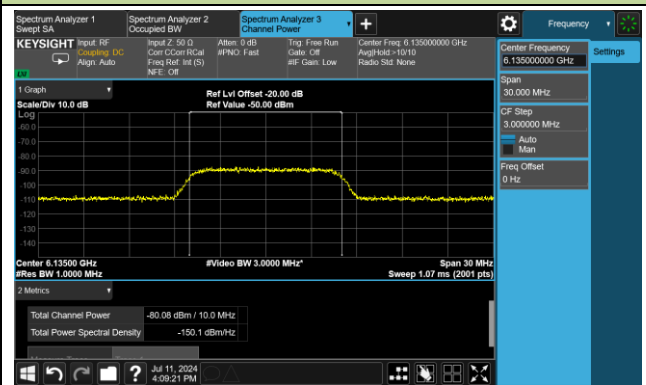 Spectrum Analyzer 1
Swept SA
Spectrum Analyzer 2
Occupied BW
Spectrum Analyzer 3
Channel Power
Frequency
KEYSIGHT
Input: RF
Coupling: DC
Align: Auto
Input Z: 50 Ω
Corr CCorr RCal
Freq Ref: Int (S)
NFE: Off
Atten: 0 dB
#PNO: Fast
Trig: Free Run
Gate: Off
#IF Gain: Low
Center Freq: 6.135000000 GHz
Avg|Hold:>10/10
Radio Std: None
Center Frequency
6.135000000 GHz
Settings
Span
30.000 MHz
CF Step
3.000000 MHz
Auto
Man
Freq Offset
0 Hz
1 Graph
Scale/Div 10.0 dB
Ref Lvl Offset -20.00 dB
Ref Value -50.00 dBm
Log
-60.0
-70.0
-80.0
-90.0
-100
-110
-120
-130
-140
Center 6.13500 GHz
#Res BW 1.0000 MHz
#Video BW 3.0000 MHz*
Span 30 MHz
Sweep 1.07 ms (2001 pts)
2 Metrics
Total Channel Power
-80.08 dBm / 10.0 MHz
Total Power Spectral Density
-150.1 dBm/Hz
?
Jul 11, 2024
4:09:21 PM